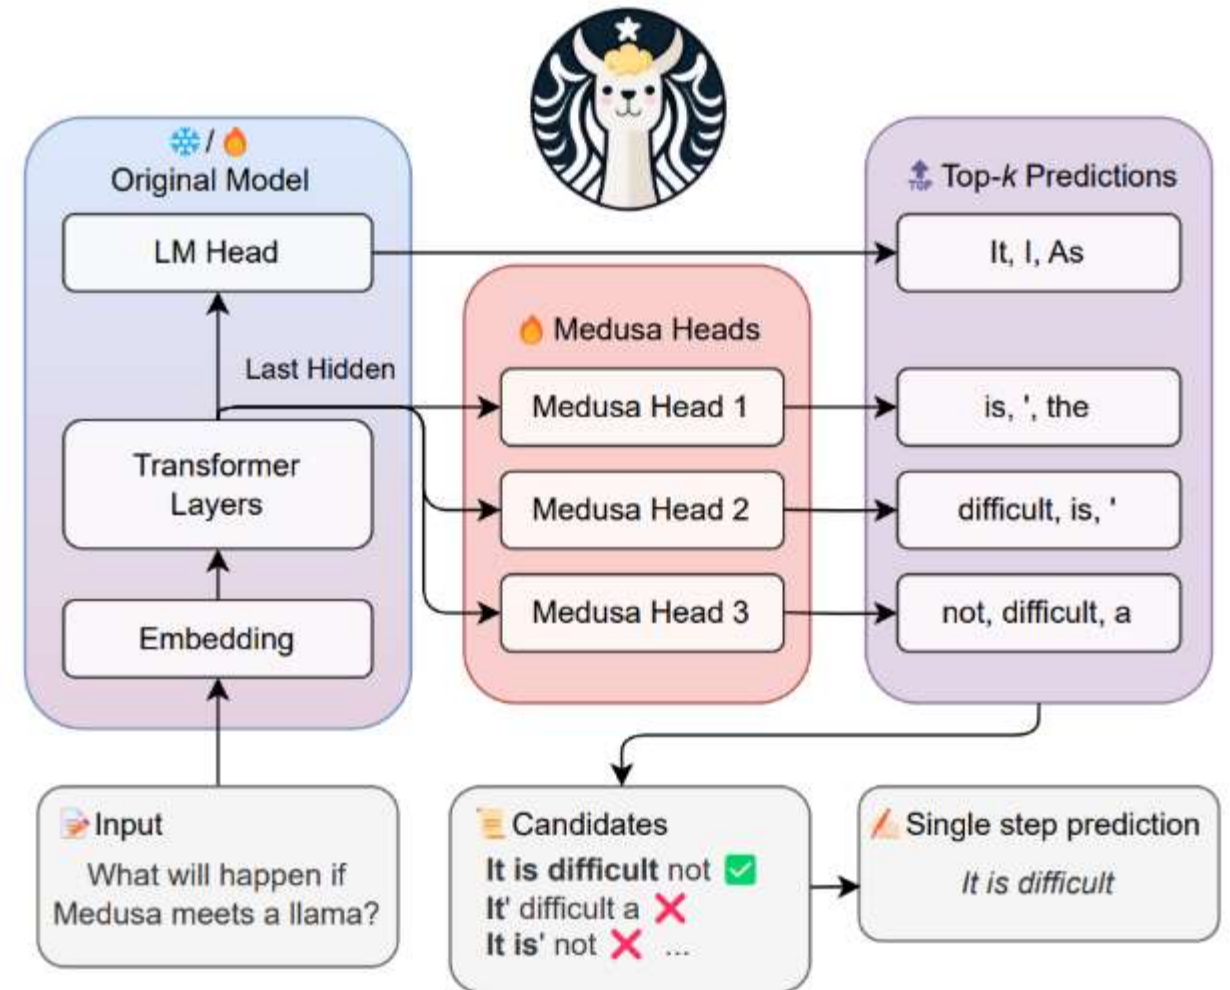 /
Original Model
LM Head
Last Hidden
Transformer
Layers
Embedding
Input
What will happen if
Medusa meets a llama?
Medusa Heads
Medusa Head 1
Medusa Head 2
Medusa Head 3
TOP
Top-k Predictions
It, I, As
is, ', the
difficult, is, '
not, difficult, a
Candidates
It is difficult not ✅
It' difficult a ❌
It is' not ❌ ...
Single step prediction
It is difficult